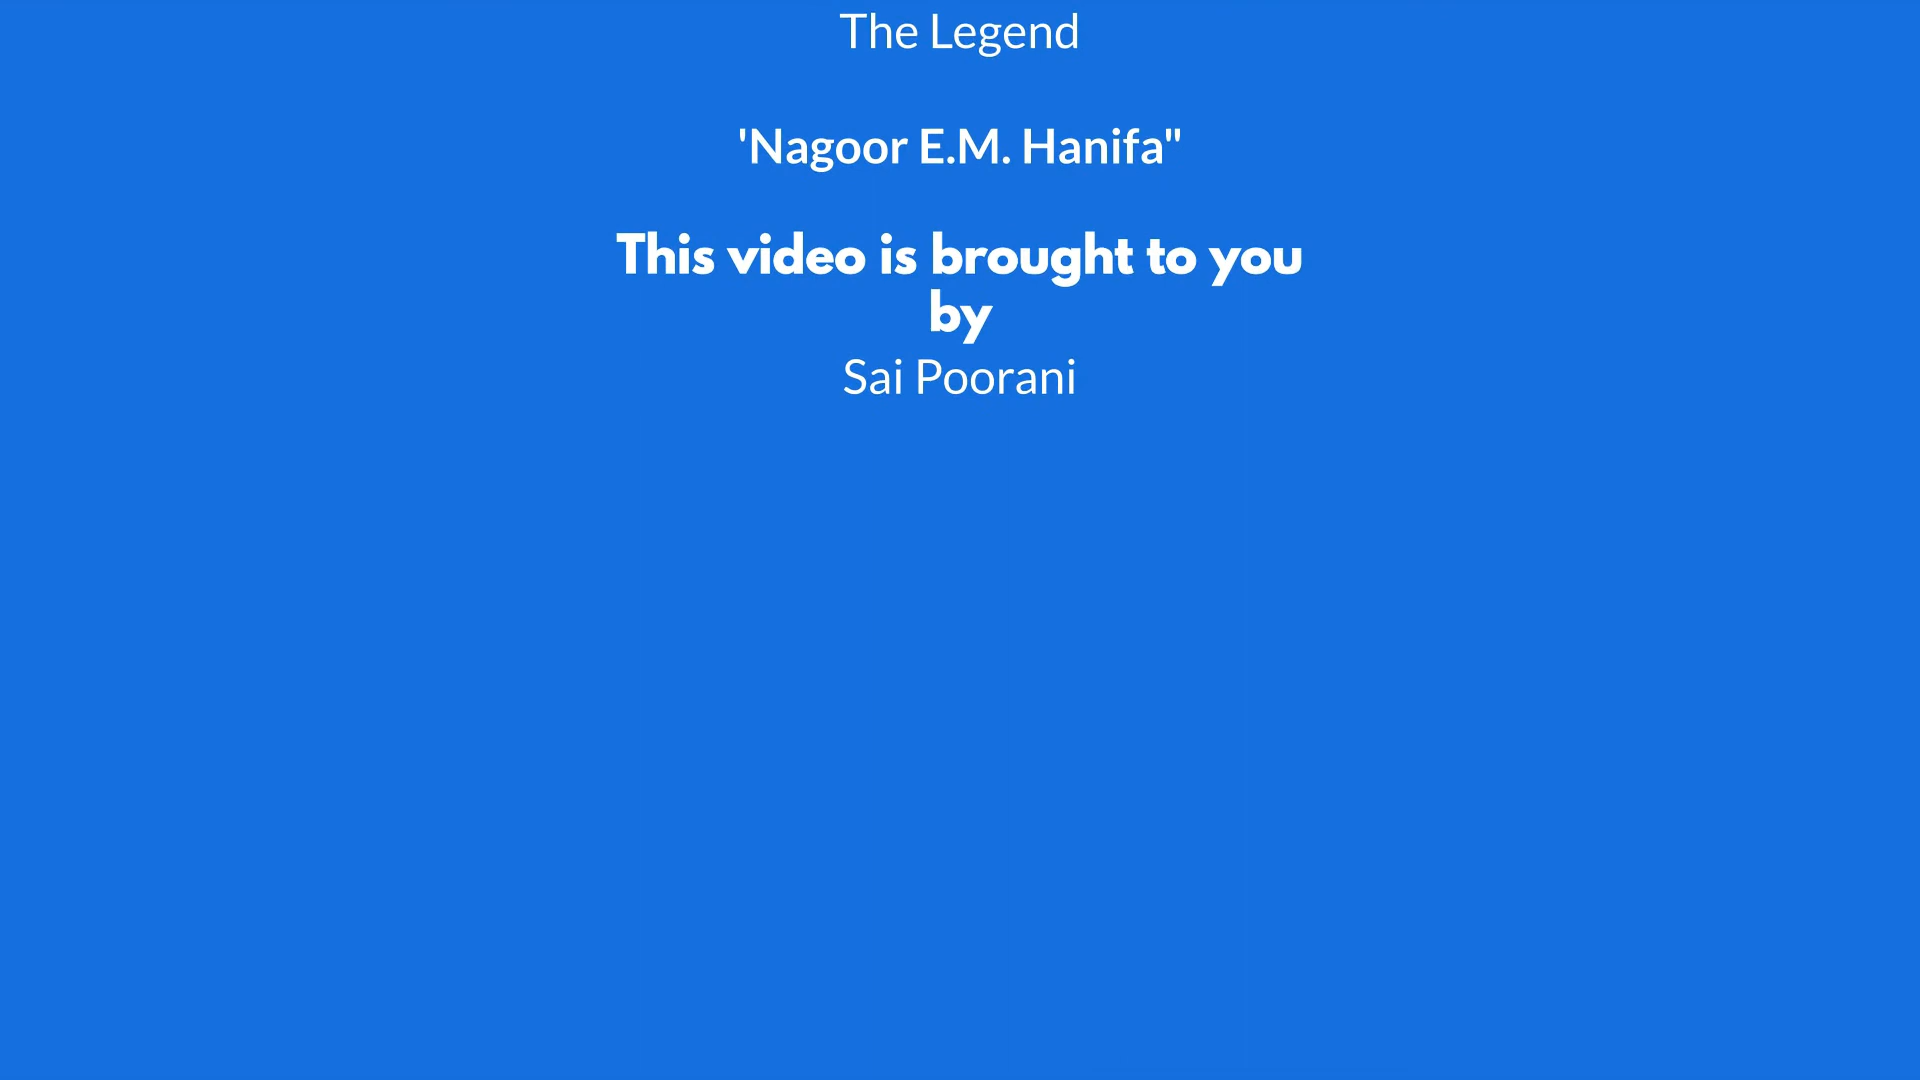 The Legend
'Nagoor E.M. Hanifa"
This video is brought to you
by
Sai Poorani